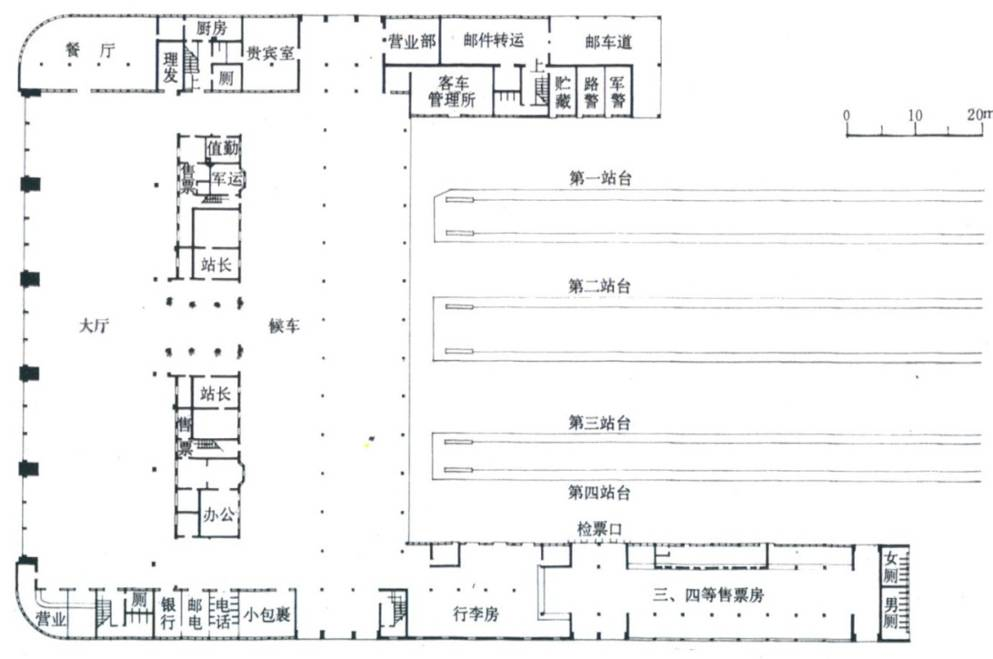 餐 厅
厨房
理发
上
厕
贵宾室
营业部
邮件转运
邮车道
客车
管理所
上
贮藏
路警
军警
0 10 20m
值勤
售票
军运
站长
第一站台
第二站台
大厅
候车
站长
售票
办公
第三站台
第四站台
检票口
营业
厕
银行
邮电
电话
小包裹
行李房
三、四等售票房
女厕
男厕